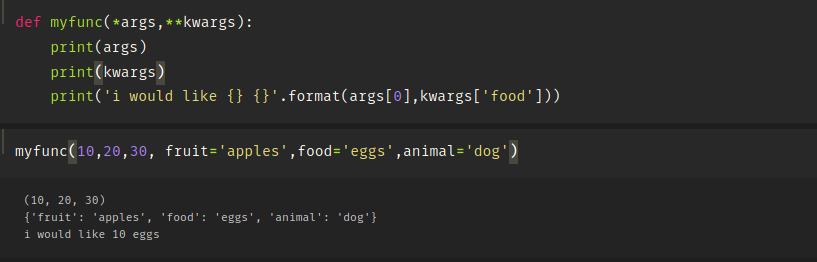 def myfunc(*args,**kwargs):
    print(args)
    print(kwargs)
    print('i would like {} {}'.format(args[0],kwargs['food']))
myfunc(10,20,30, fruit='apples',food='eggs',animal='dog')
(10, 20, 30)
{'fruit': 'apples', 'food': 'eggs', 'animal': 'dog'}
i would like 10 eggs